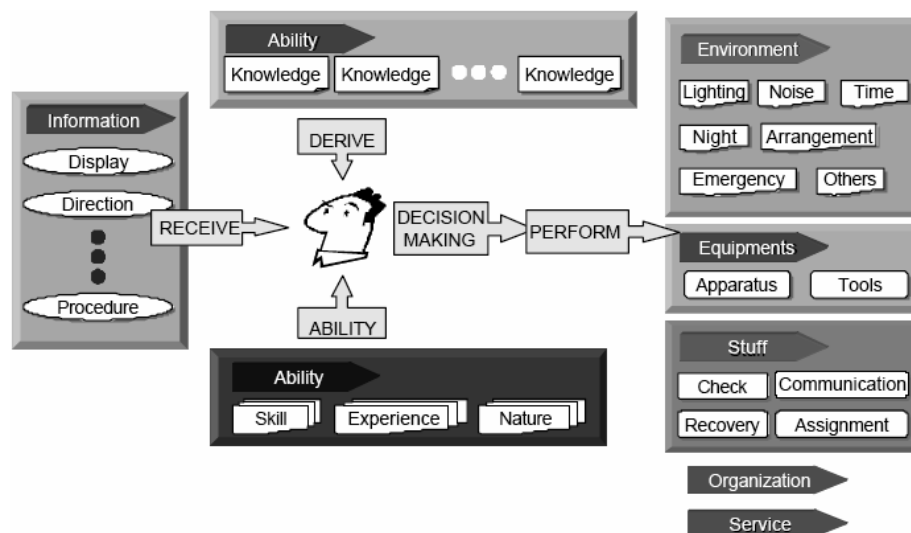 Ability
Knowledge Knowledge Knowledge
Information
Display
Direction
Procedure
RECEIVE
DERIVE
DECISION
MAKING
PERFORM
ABILITY
Ability
Skill Experience Nature
Environment
Lighting Noise Time
Night Arrangement
Emergency Others
Equipments
Apparatus Tools
Stuff
Check Communication
Recovery Assignment
Organization
Service